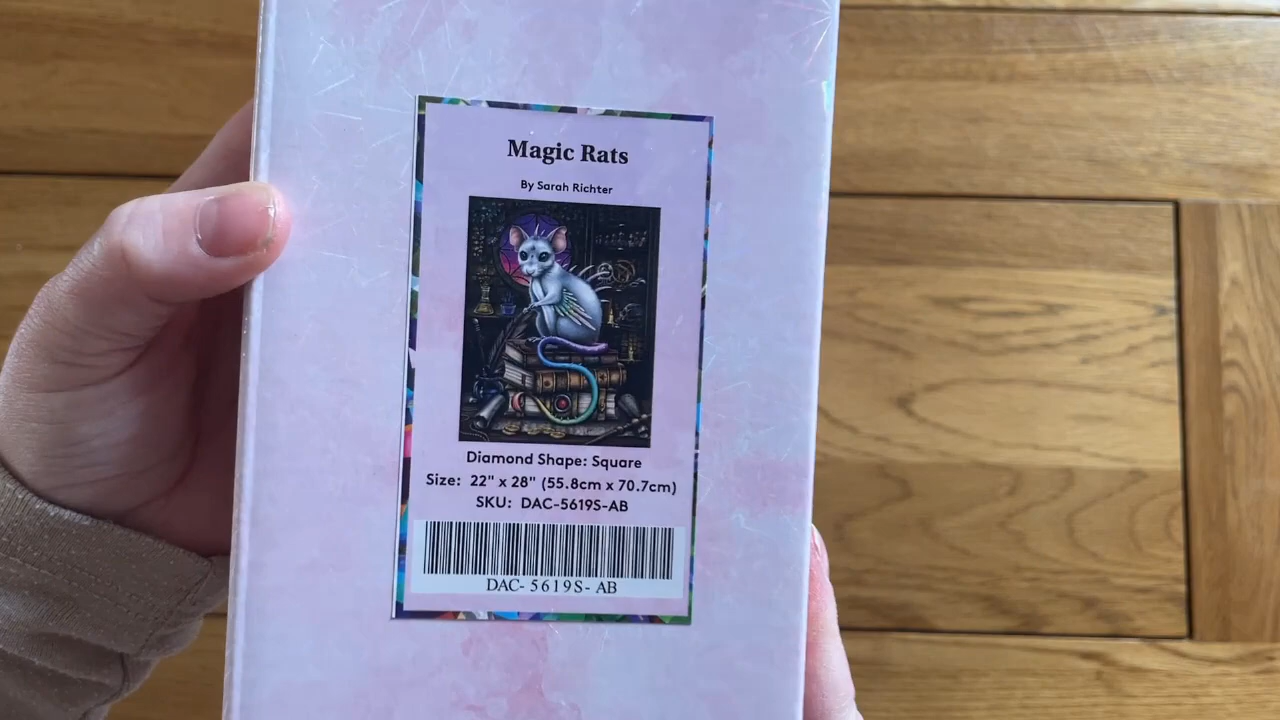 Magic Rats
By Sarah Richter
Diamond Shape: Square
Size: 22" x 28" (55.8cm x 70.7cm)
SKU: DAC-5619S-AB
DAC- 5619S- AB